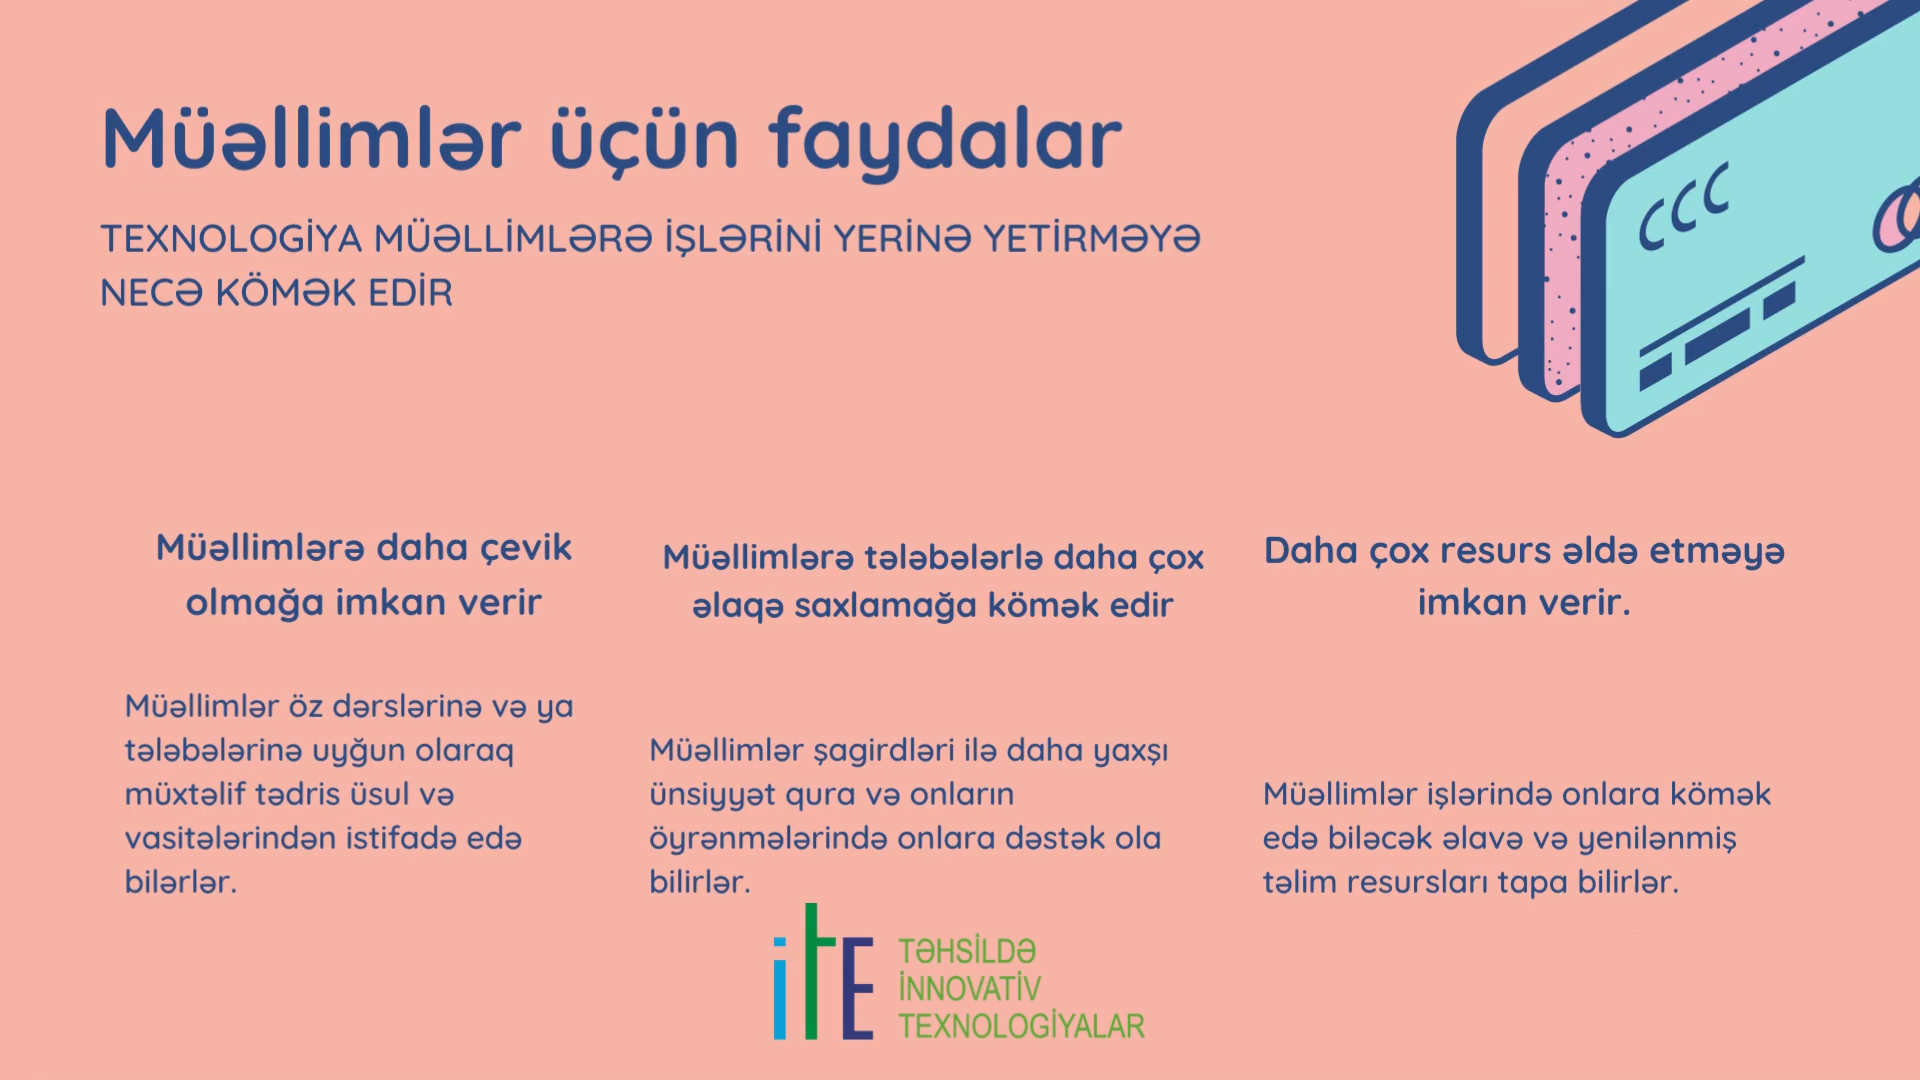 Müəllimlər üçün faydalar
TEXNOLOGİYA MÜƏLLİMLƏRƏ İŞLƏRİNİ YERİNƏ YETİRMƏYƏ
NECƏ KÖMƏK EDİR
Müəllimlərə daha çevik
olmağa imkan verir
Müəllimlər öz dərslərinə və ya
tələbələrinə uyğun olaraq
müxtəlif tədris üsul və
vasitələrindən istifadə edə
bilərlər.
Müəllimlərə tələbələrlə daha çox
əlaqə saxlamağa kömək edir
Müəllimlər şagirdləri ilə daha yaxşı
ünsiyyət qura və onların
öyrənmələrində onlara dəstək ola
bilirlər.
Daha çox resurs əldə etməyə
imkan verir.
Müəllimlər işlərində onlara kömək
edə biləcək əlavə və yenilənmiş
təlim resursları tapa bilirlər.
itE
TƏHSİLDƏ
İNNOVATİV
TEXNOLOGİYALAR